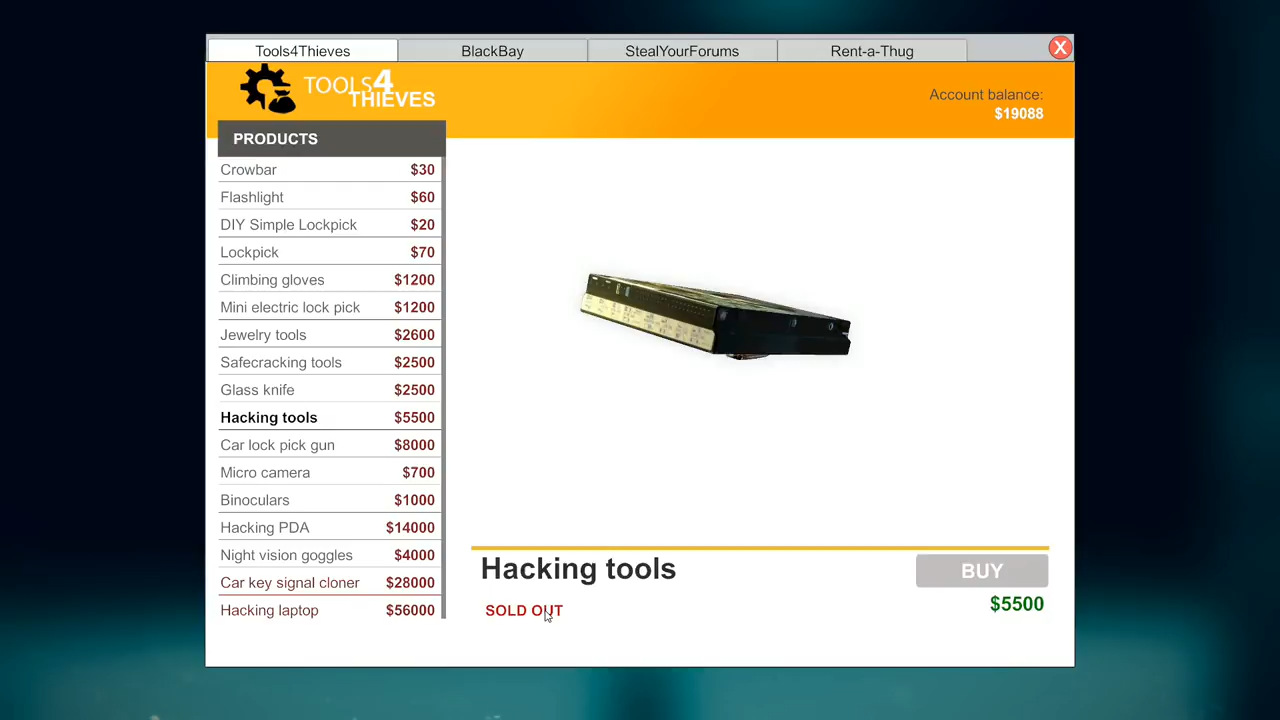 Tools4Thieves
BlackBay
StealYourForums
Rent-a-Thug
X
TOOLS4
THIEVES
Account balance:
$19088
PRODUCTS
Crowbar $30
Flashlight $60
DIY Simple Lockpick $20
Lockpick $70
Climbing gloves $1200
Mini electric lock pick $1200
Jewelry tools $2600
Safecracking tools $2500
Glass knife $2500
Hacking tools $5500
Car lock pick gun $8000
Micro camera $700
Binoculars $1000
Hacking PDA $14000
Night vision goggles $4000
Car key signal cloner $28000
Hacking laptop $56000
Hacking tools
BUY
SOLD OUT
$5500